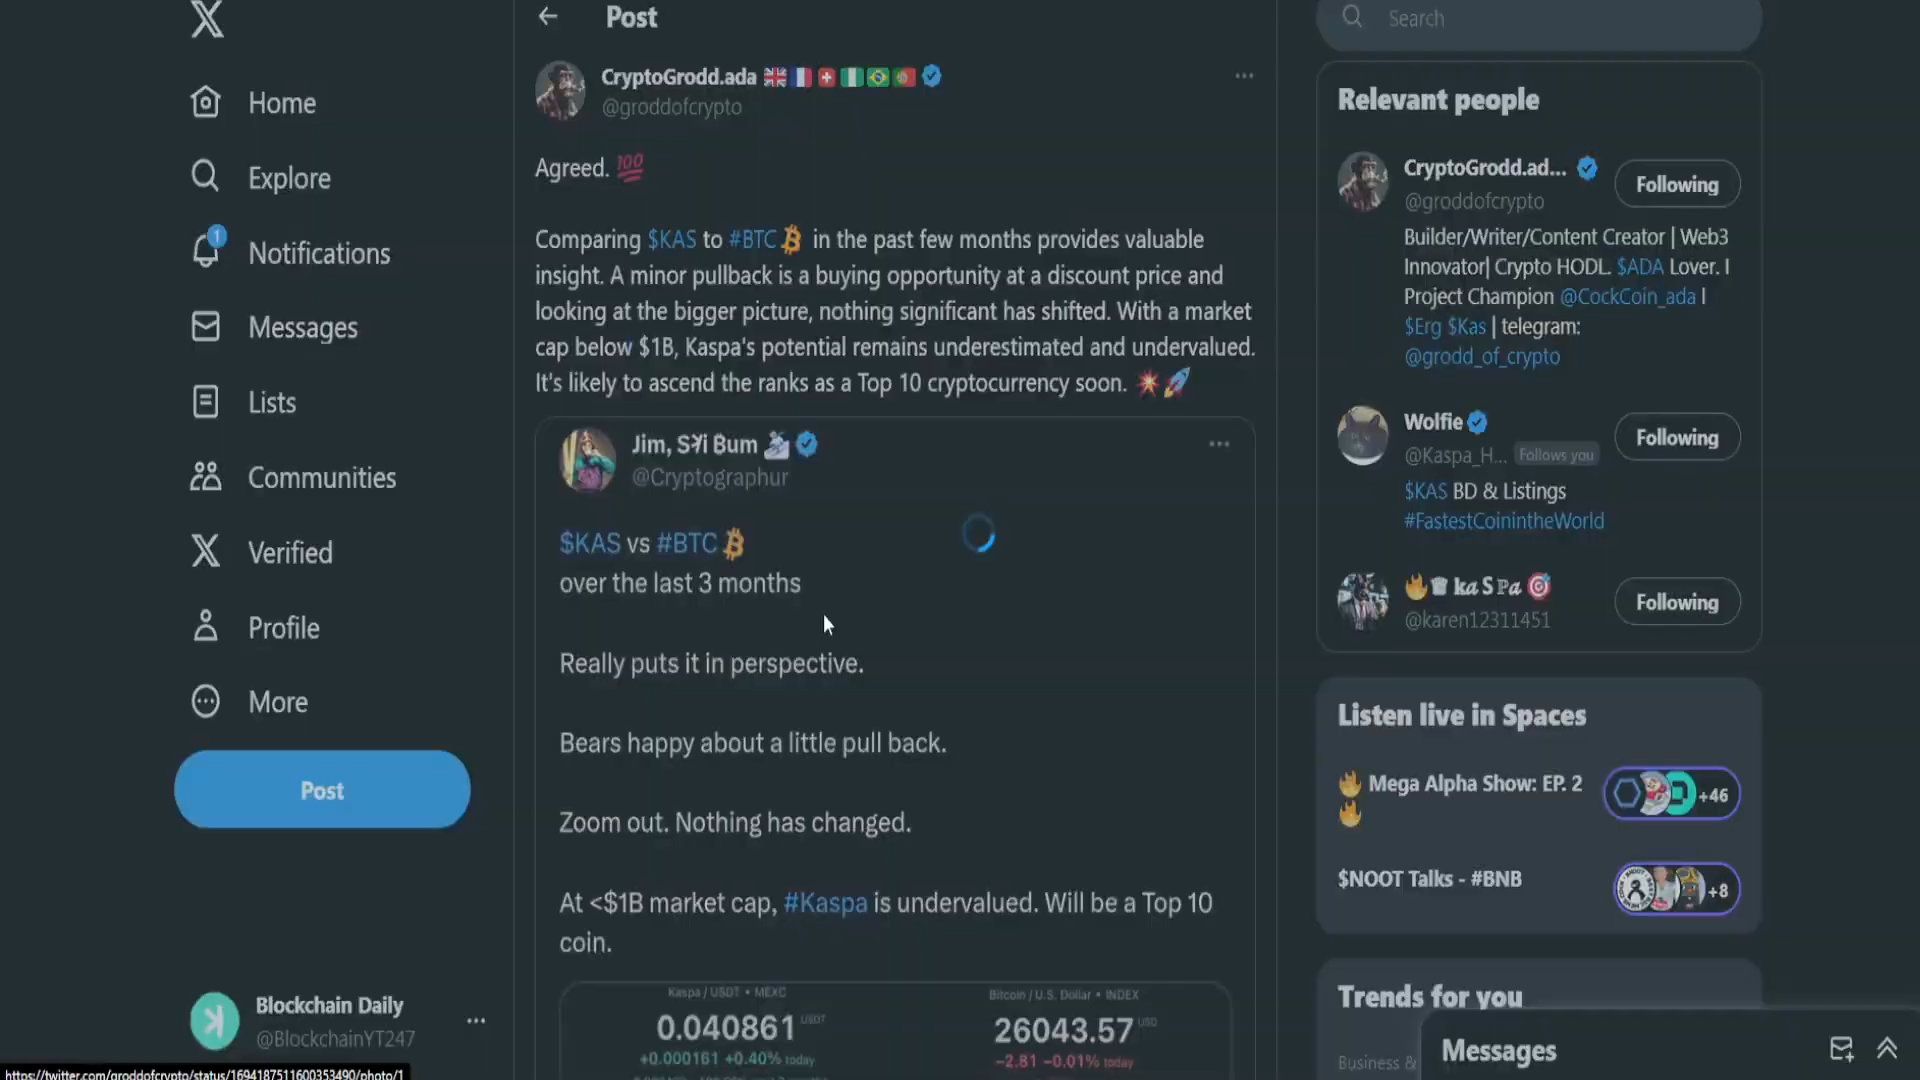 Home
Explore
1
Notifications
Messages
Lists
Communities
Verified
Profile
More
Post
Blockchain Daily
@BlockchainYT247
https://twitter.com/groddofcrypto/status/1694187511600353490/photo/1
Post
CryptoGrodd.ada
@groddofcrypto
Agreed. 💯
Comparing $KAS to #BTC in the past few months provides valuable
insight. A minor pullback is a buying opportunity at a discount price and
looking at the bigger picture, nothing significant has shifted. With a market
cap below $1B, Kaspa's potential remains underestimated and undervalued.
It's likely to ascend the ranks as a Top 10 cryptocurrency soon. 💥🚀
Jim, SꓘI Bum
@Cryptographur
$KAS vs #BTC
over the last 3 months
Really puts it in perspective.
Bears happy about a little pull back.
Zoom out. Nothing has changed.
At <$1B market cap, #Kaspa is undervalued. Will be a Top 10
coin.
Kaspa / USDT • MEXC
0.040861 USDT
+0.000161 +0.40% today
Bitcoin / U.S. Dollar • INDEX
26043.57 USD
−2.81 −0.01% today
Search
Relevant people
CryptoGrodd.ad...
Following
@groddofcrypto
Builder/Writer/Content Creator | Web3
Innovator| Crypto HODL. $ADA Lover. I
Project Champion @CockCoin_ada I
$Erg $Kas | telegram:
@grodd_of_crypto
Wolfie
Following
@Kaspa_H... Follows you
$KAS BD & Listings
#FastestCoinintheWorld
🔥♛ 𝐤𝒂 S ℙ𝒂 🎯
Following
@karen12311451
Listen live in Spaces
🔥 Mega Alpha Show: EP. 2
🔥
+46
$NOOT Talks - #BNB
+8
Trends for you
Business &
Messages